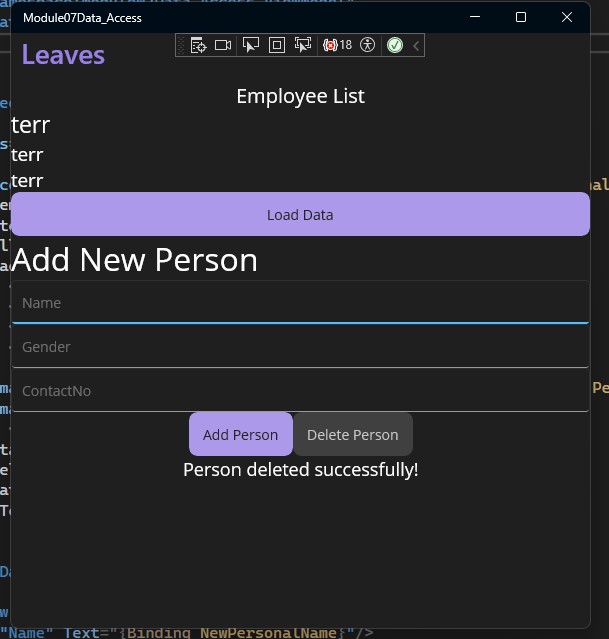 Module07Data_Access
Leaves
18
Employee List
terr
terr
terr
Load Data
Add New Person
Name
Gender
ContactNo
Add Person Delete Person
Person deleted successfully!
"Name" Text="{Binding NewPersonalName}"/>